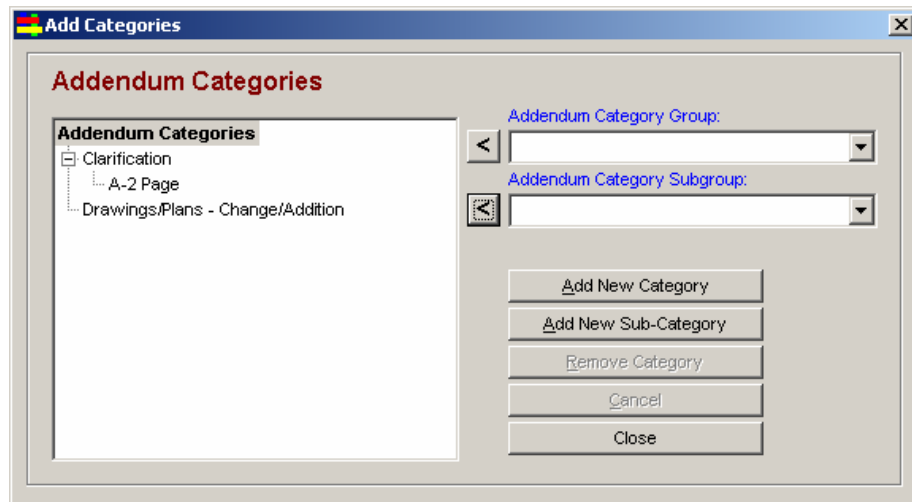 Add Categories
Addendum Categories
Addendum Categories
Clarification
A-2 Page
Drawings/Plans - Change/Addition
Addendum Category Group:
<
Addendum Category Subgroup:
<
Add New Category
Add New Sub-Category
Remove Category
Cancel
Close